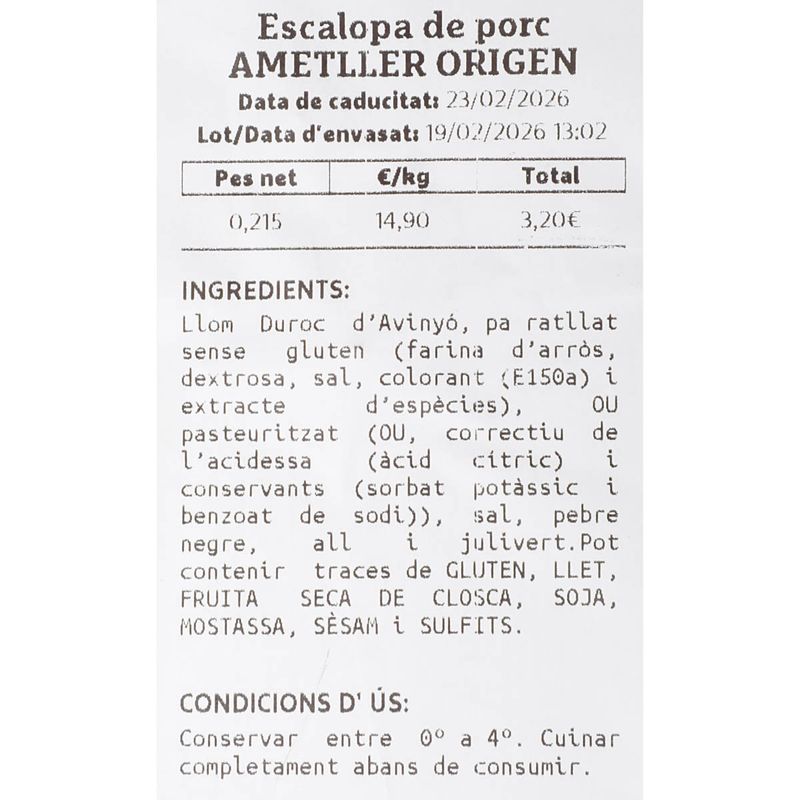 Escalopa de porc
AMETLLER ORIGEN
Data de caducitat: 23/02/2026
Lot/Data d'envasat: 19/02/2026 13:02
Pes net €/kg Total
0,215 14,90 3,20€
INGREDIENTS:
Llom Duroc d'Avinyó, pa ratllat
sense gluten (farina d'arròs,
dextrosa, sal, colorant (E150a) i
extracte d'espècies), OU
pasteuritzat (OU, correctiu de
l'acidessa (àcid cítric) i
conservants (sorbat potàssic i
benzoat de sodi)), sal, pebre
negre, all i julivert.Pot
contenir traces de GLUTEN, LLET,
FRUITA SECA DE CLOSCA, SOJA,
MOSTASSA, SÈSAM i SULFITS.
CONDICIONS D' ÚS:
Conservar entre 0º a 4º. Cuinar
completament abans de consumir.